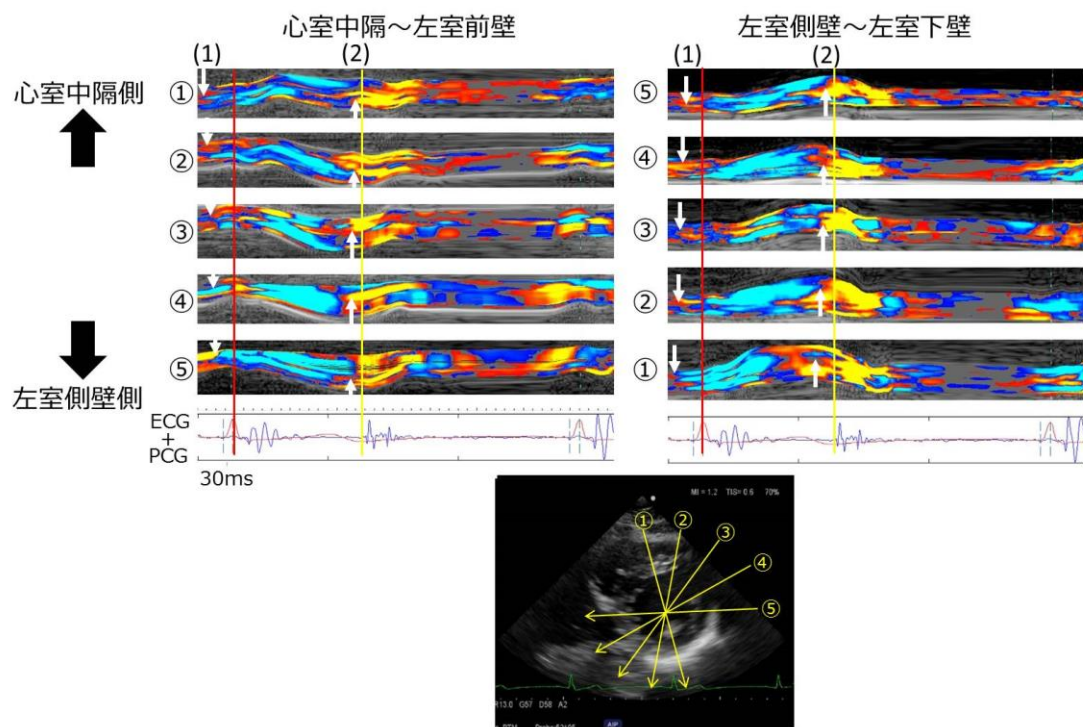 心室中隔～左室前壁
左室側壁～左室下壁
(1) (2)
(1) (2)
心室中隔側
左室側壁側
①
②
③
④
⑤
⑤
④
③
②
①
ECG
+
PCG
30ms
MI = 1.2 TIS= 0.6 70%
①
②
③
④
⑤
R13.0 G57 D58 A2
AIP